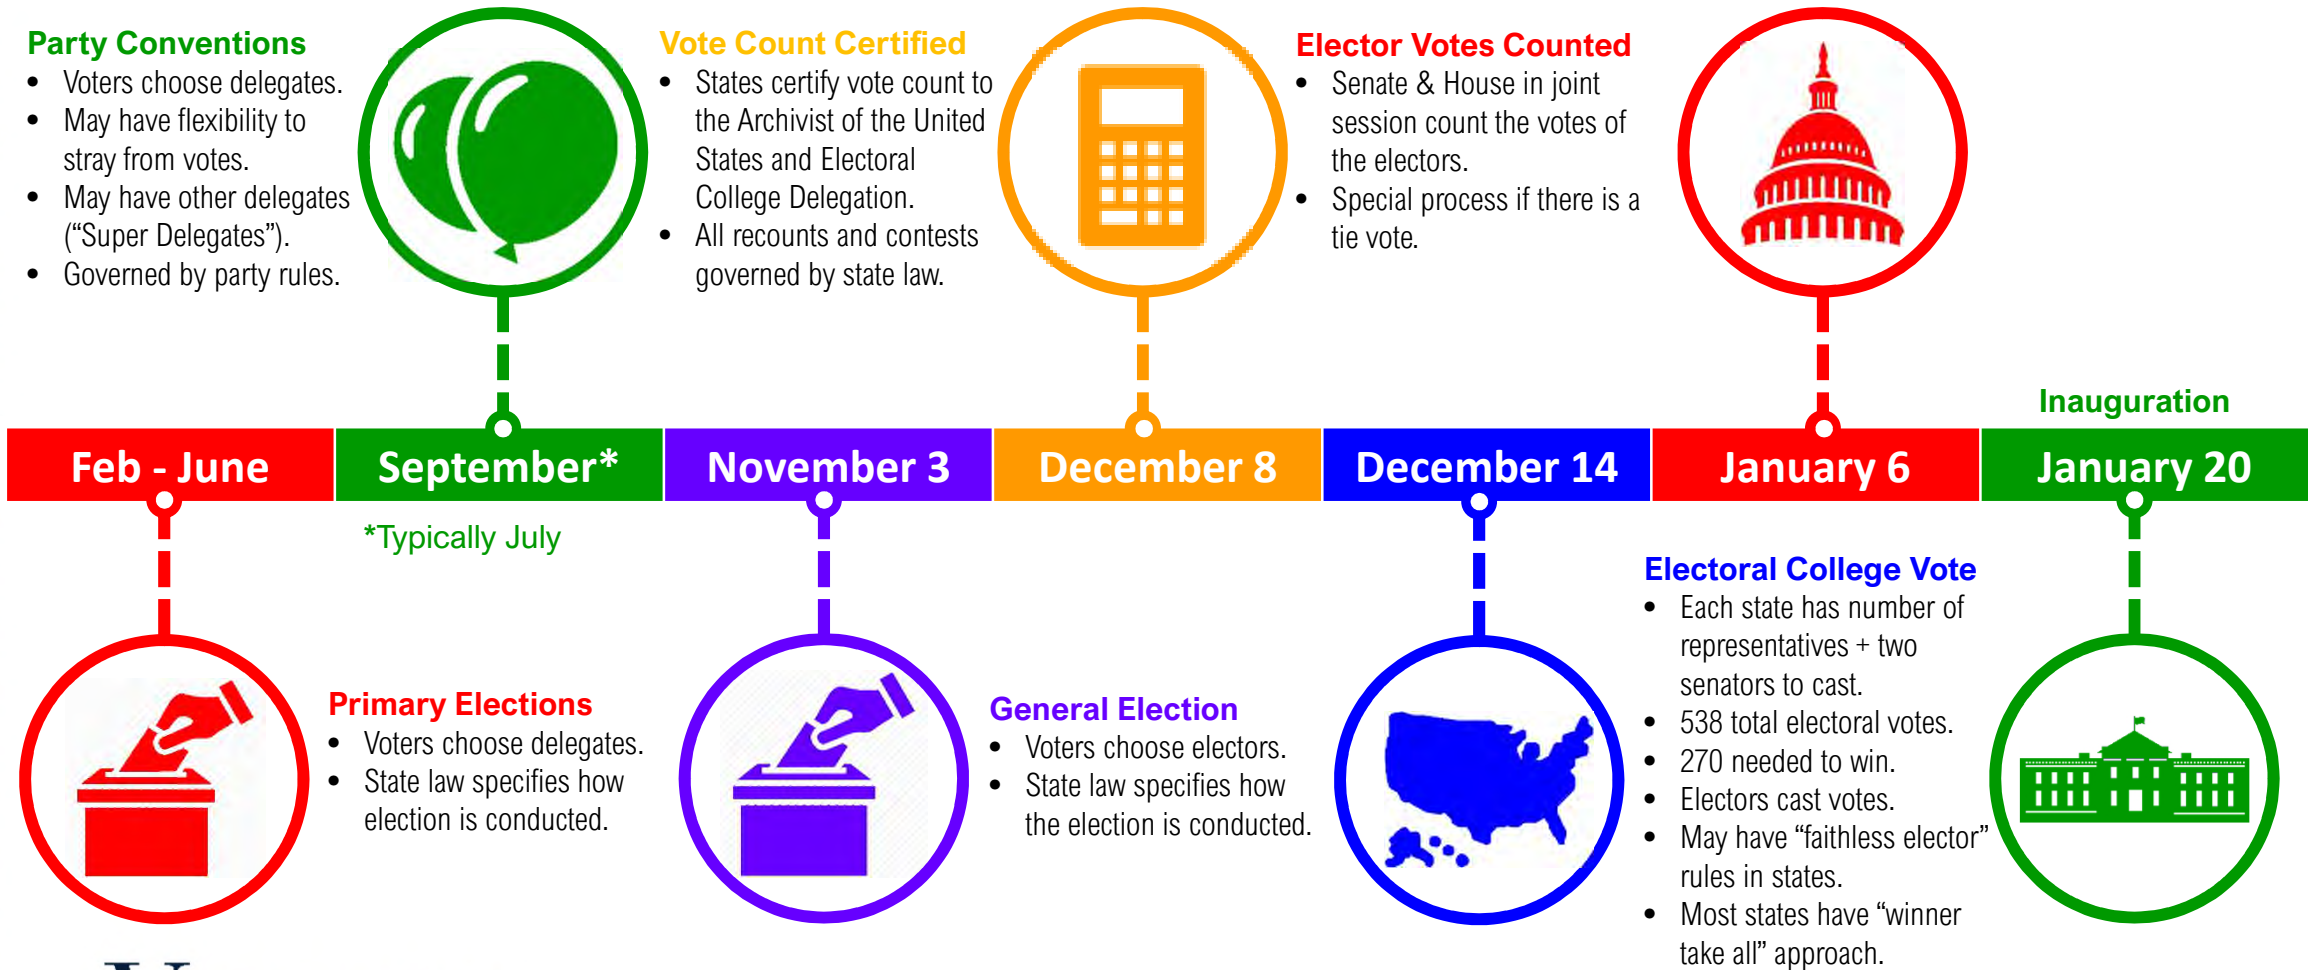 Party Conventions
• Voters choose delegates.
• May have flexibility to
stray from votes.
• May have other delegates
(“Super Delegates”).
• Governed by party rules.
Vote Count Certified
• States certify vote count to
the Archivist of the United
States and Electoral
College Delegation.
• All recounts and contests
governed by state law.
Elector Votes Counted
• Senate & House in joint
session count the votes of
the electors.
• Special process if there is a
tie vote.
Inauguration
Feb - June
September*
November 3
December 8
December 14
January 6
January 20
*Typically July
Primary Elections
• Voters choose delegates.
• State law specifies how
election is conducted.
General Election
• Voters choose electors.
• State law specifies how
the election is conducted.
Electoral College Vote
• Each state has number of
representatives + two
senators to cast.
• 538 total electoral votes.
• 270 needed to win.
• Electors cast votes.
• May have “faithless elector”
rules in states.
• Most states have “winner
take all” approach.